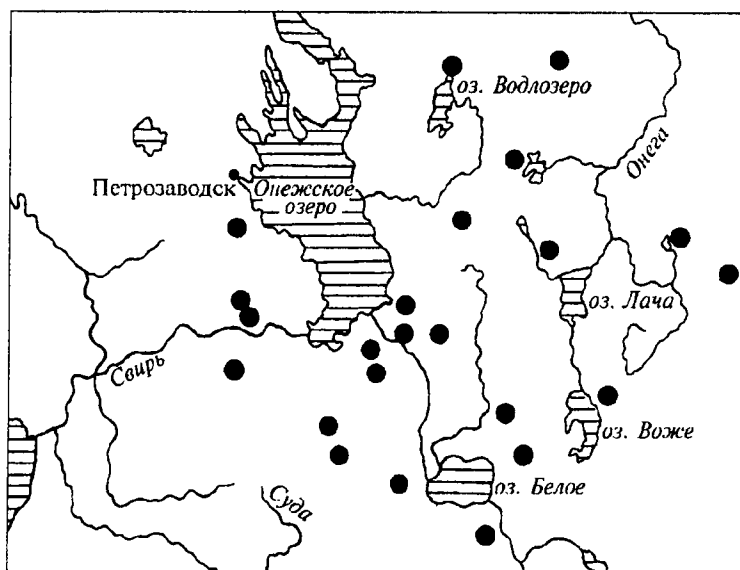 оз. Водлозеро
Онега
Петрозаводск
Онежское
озеро
оз. Лача
Свирь
оз. Воже
оз. Белое
Суда